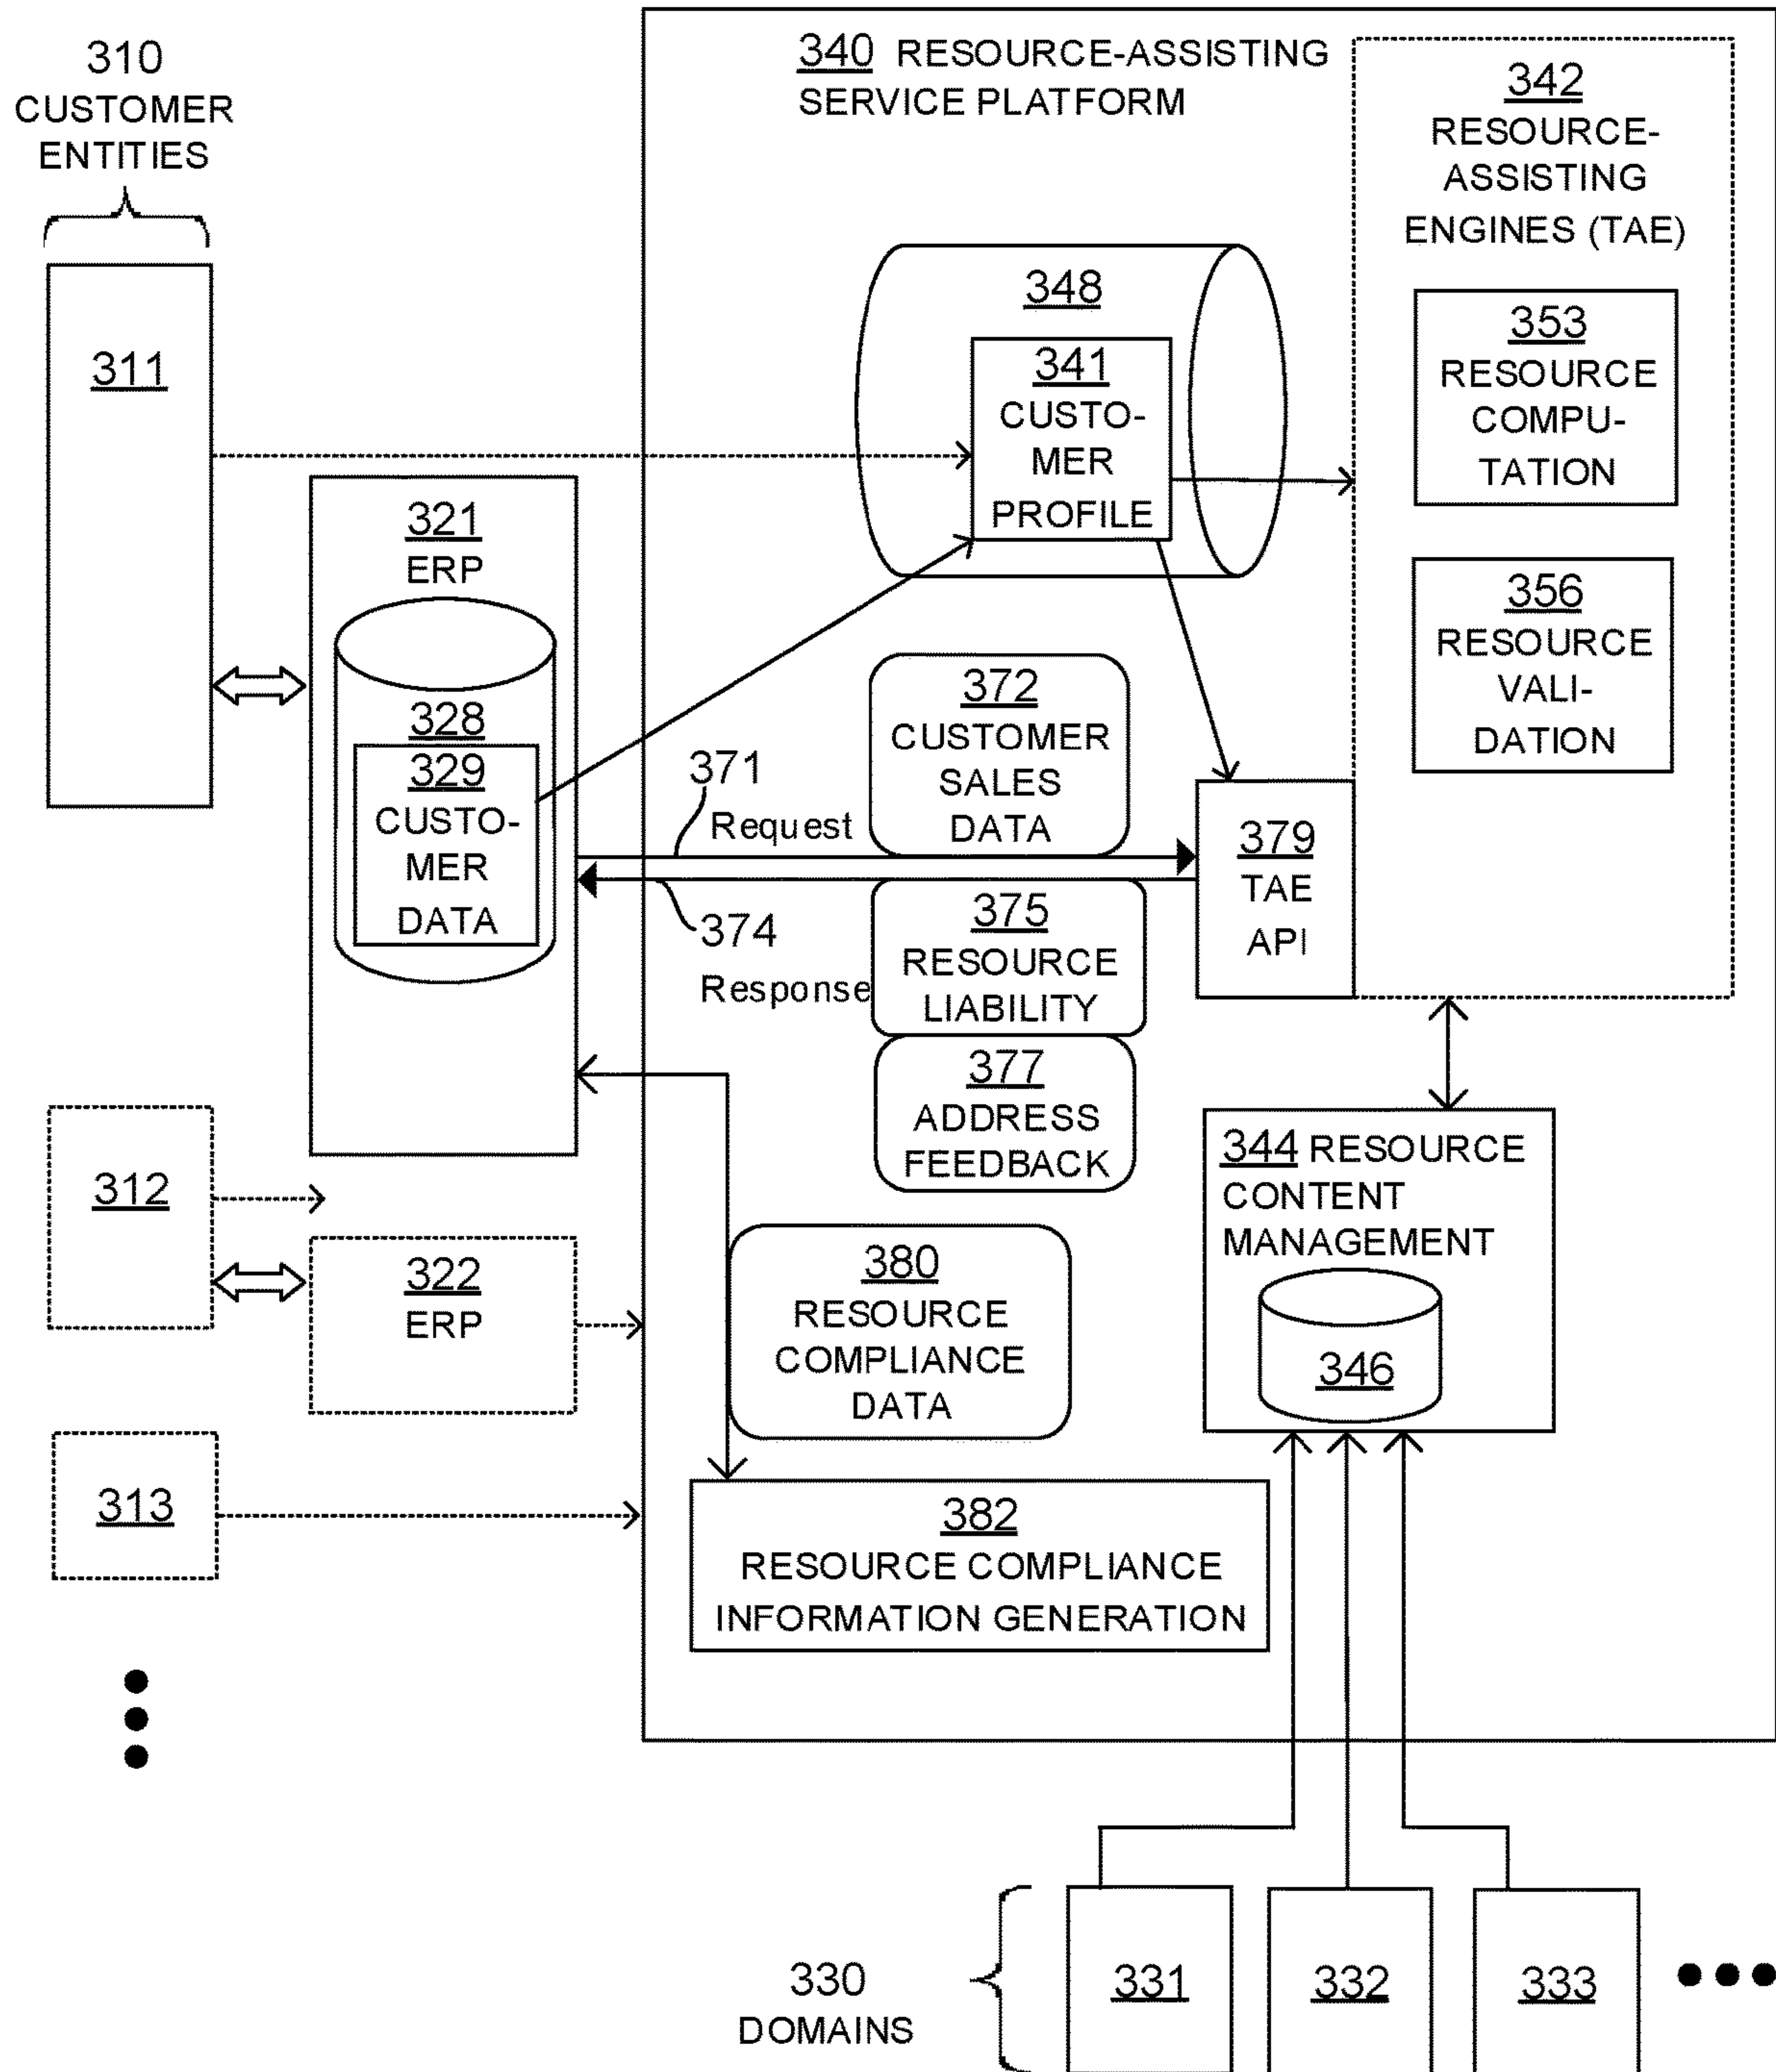 310
CUSTOMER
ENTITIES
340 RESOURCE-ASSISTING
SERVICE PLATFORM
342
RESOURCE-
ASSISTING
ENGINES (TAE)
348
341
CUSTO-
MER
PROFILE
353
RESOURCE
COMPU-
TATION
311
321
ERP
356
RESOURCE
VALI-
DATION
328
329
CUSTO-
MER
DATA
371
Request
372
CUSTOMER
SALES
DATA
379
TAE
API
374
Response
375
RESOURCE
LIABILITY
377
ADDRESS
FEEDBACK
344 RESOURCE
CONTENT
MANAGEMENT
346
312
322
ERP
380
RESOURCE
COMPLIANCE
DATA
313
382
RESOURCE COMPLIANCE
INFORMATION GENERATION
330
DOMAINS
331
332
333